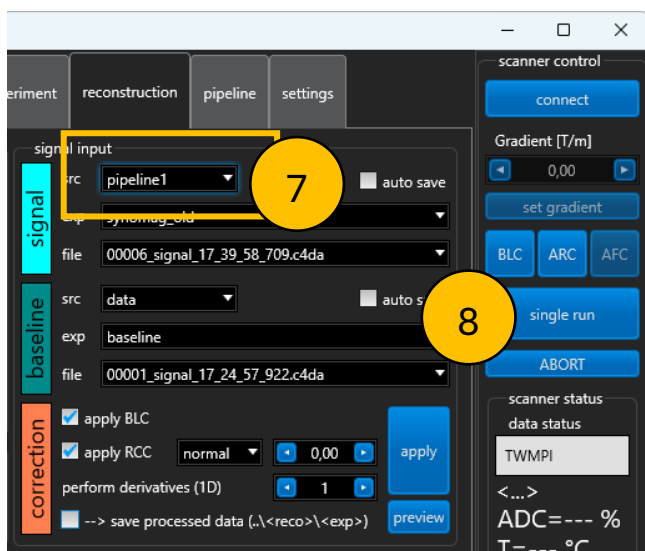 scanner control
eriment reconstruction pipeline settings
connect
signal input
Gradient [T/m]
signal
src pipeline1
7
auto save
0,00
exp synomag_old
set gradient
file 00006_signal_17_39_58_709.c4da
BLC ARC AFC
baseline
src data
auto s
8
single run
exp baseline
file 00001_signal_17_24_57_922.c4da
ABORT
scanner status
correction
apply BLC
data status
apply RCC normal 0,00
apply
TWMPI
perform derivatives (1D) 1
<...>
--> save processed data (..\<reco>\<exp>)
preview
ADC=--- %
T=--- °C